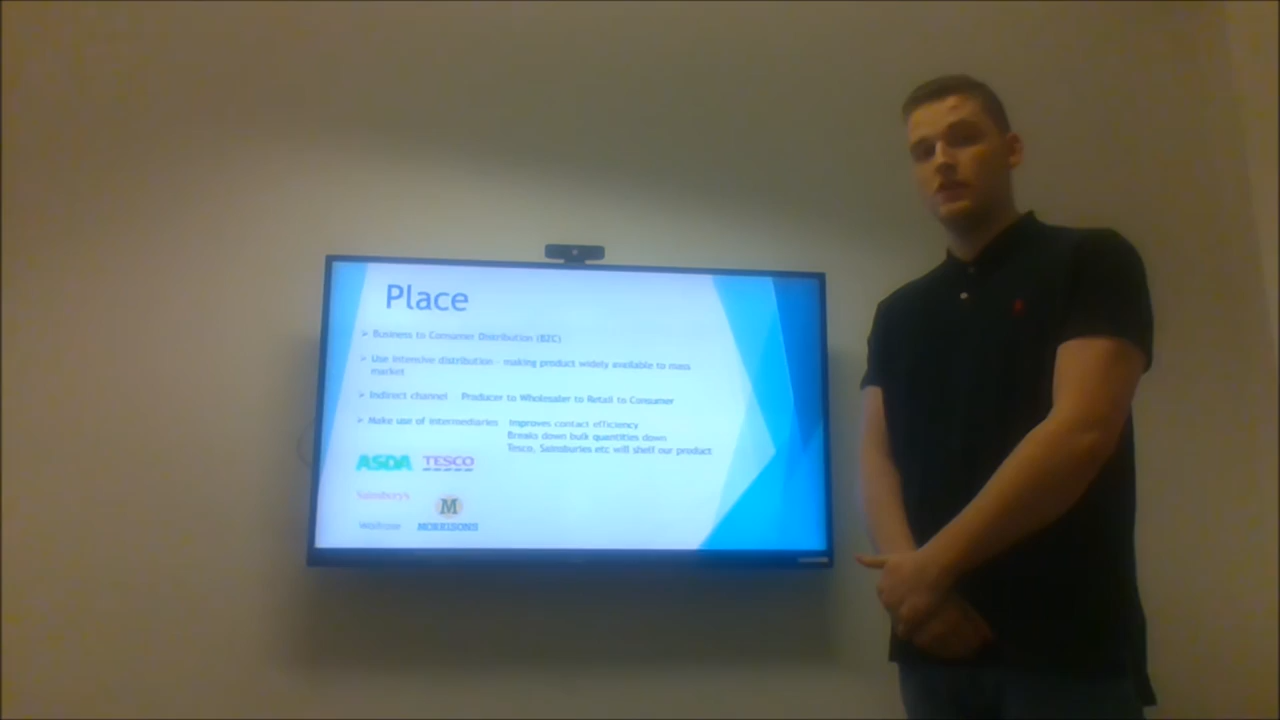 Place
Business to Consumer Distribution (B2C)
Use intensive distribution - making product widely available to mass
market
Indirect channel Producer to Wholesaler to Retail to Consumer
Make use of intermediaries Improves contact efficiency
Breaks down bulk quantities down
Tesco, Sainsburies etc will shelf our product
ASDA TESCO
Sainsbury's
M
Waitrose MORRISONS